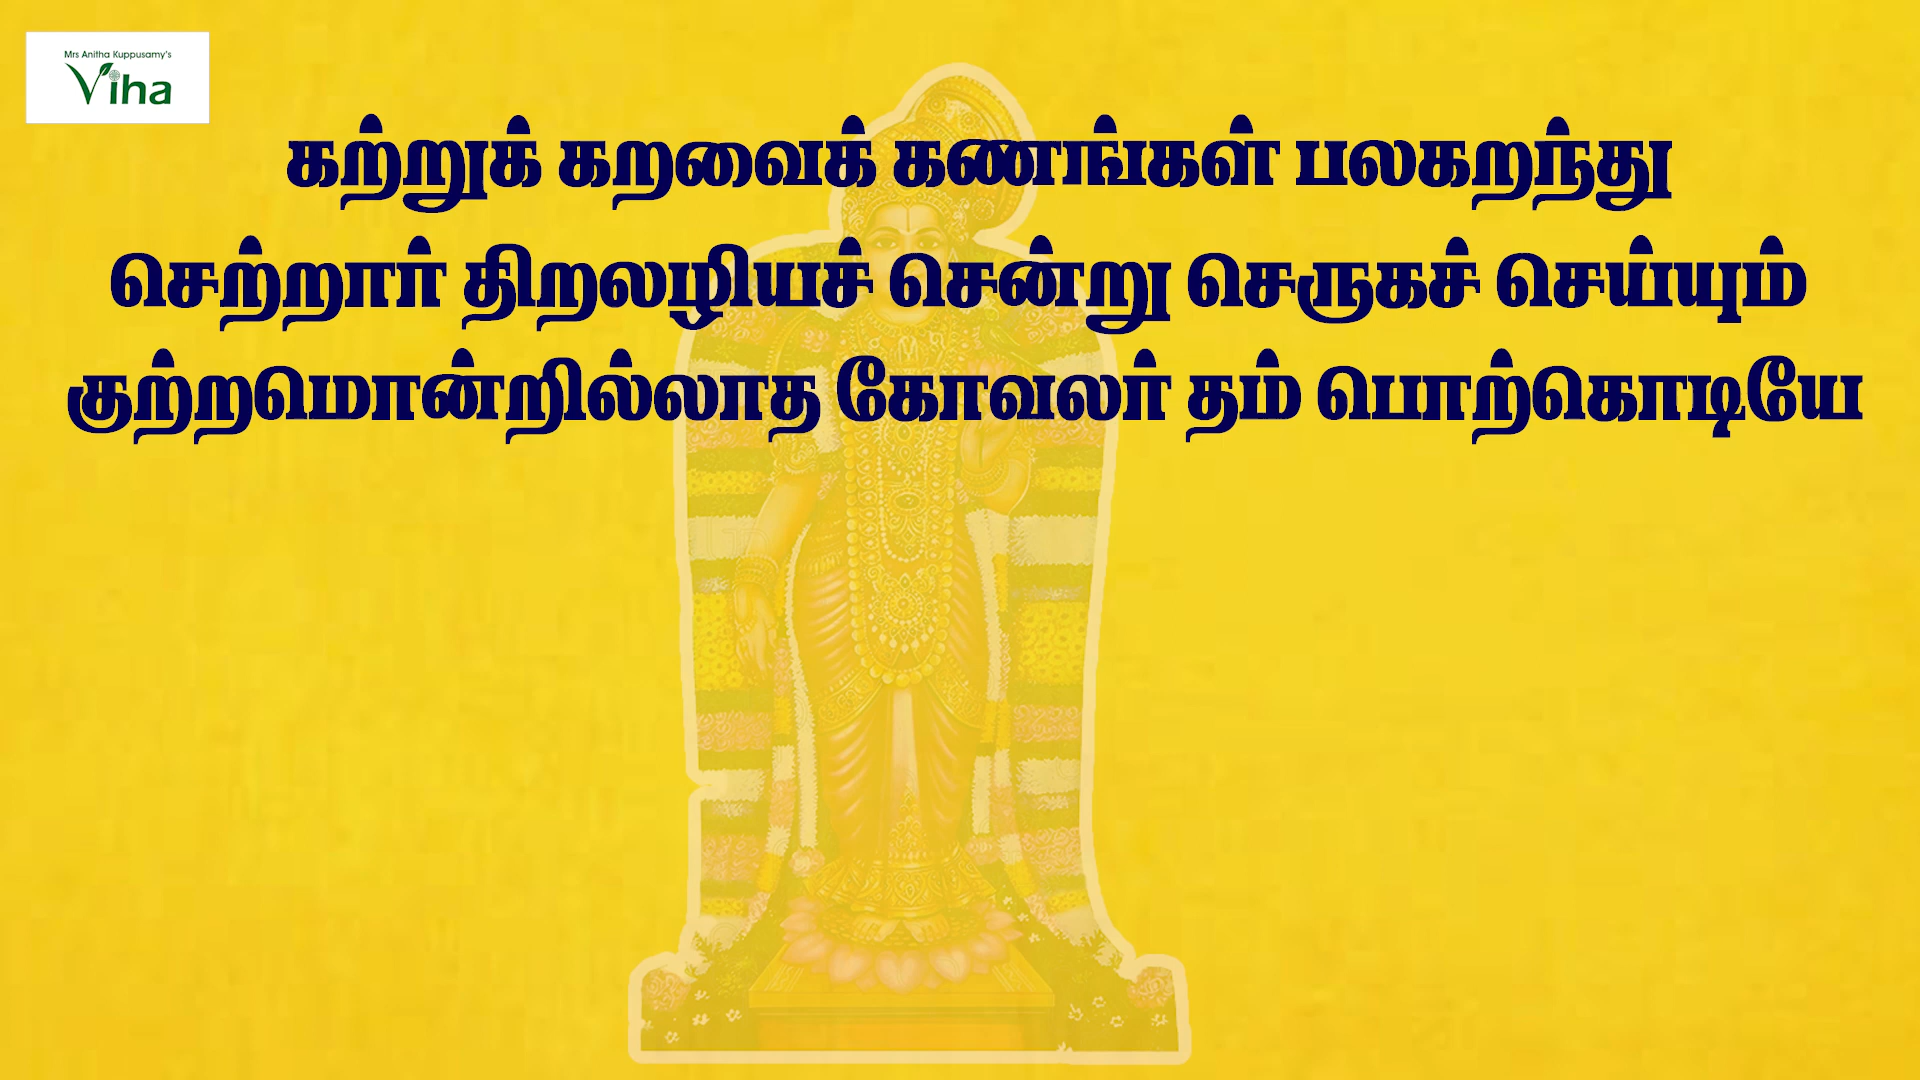 Mrs Anitha Kuppusamy's
Viha
கற்றுக் கறவைக் கணங்கள் பலகறந்து
செற்றார் திறலழியச் சென்று செருகச் செய்யும்
குற்றமொன்றில்லாத கோவலர் தம் பொற்கொடியே